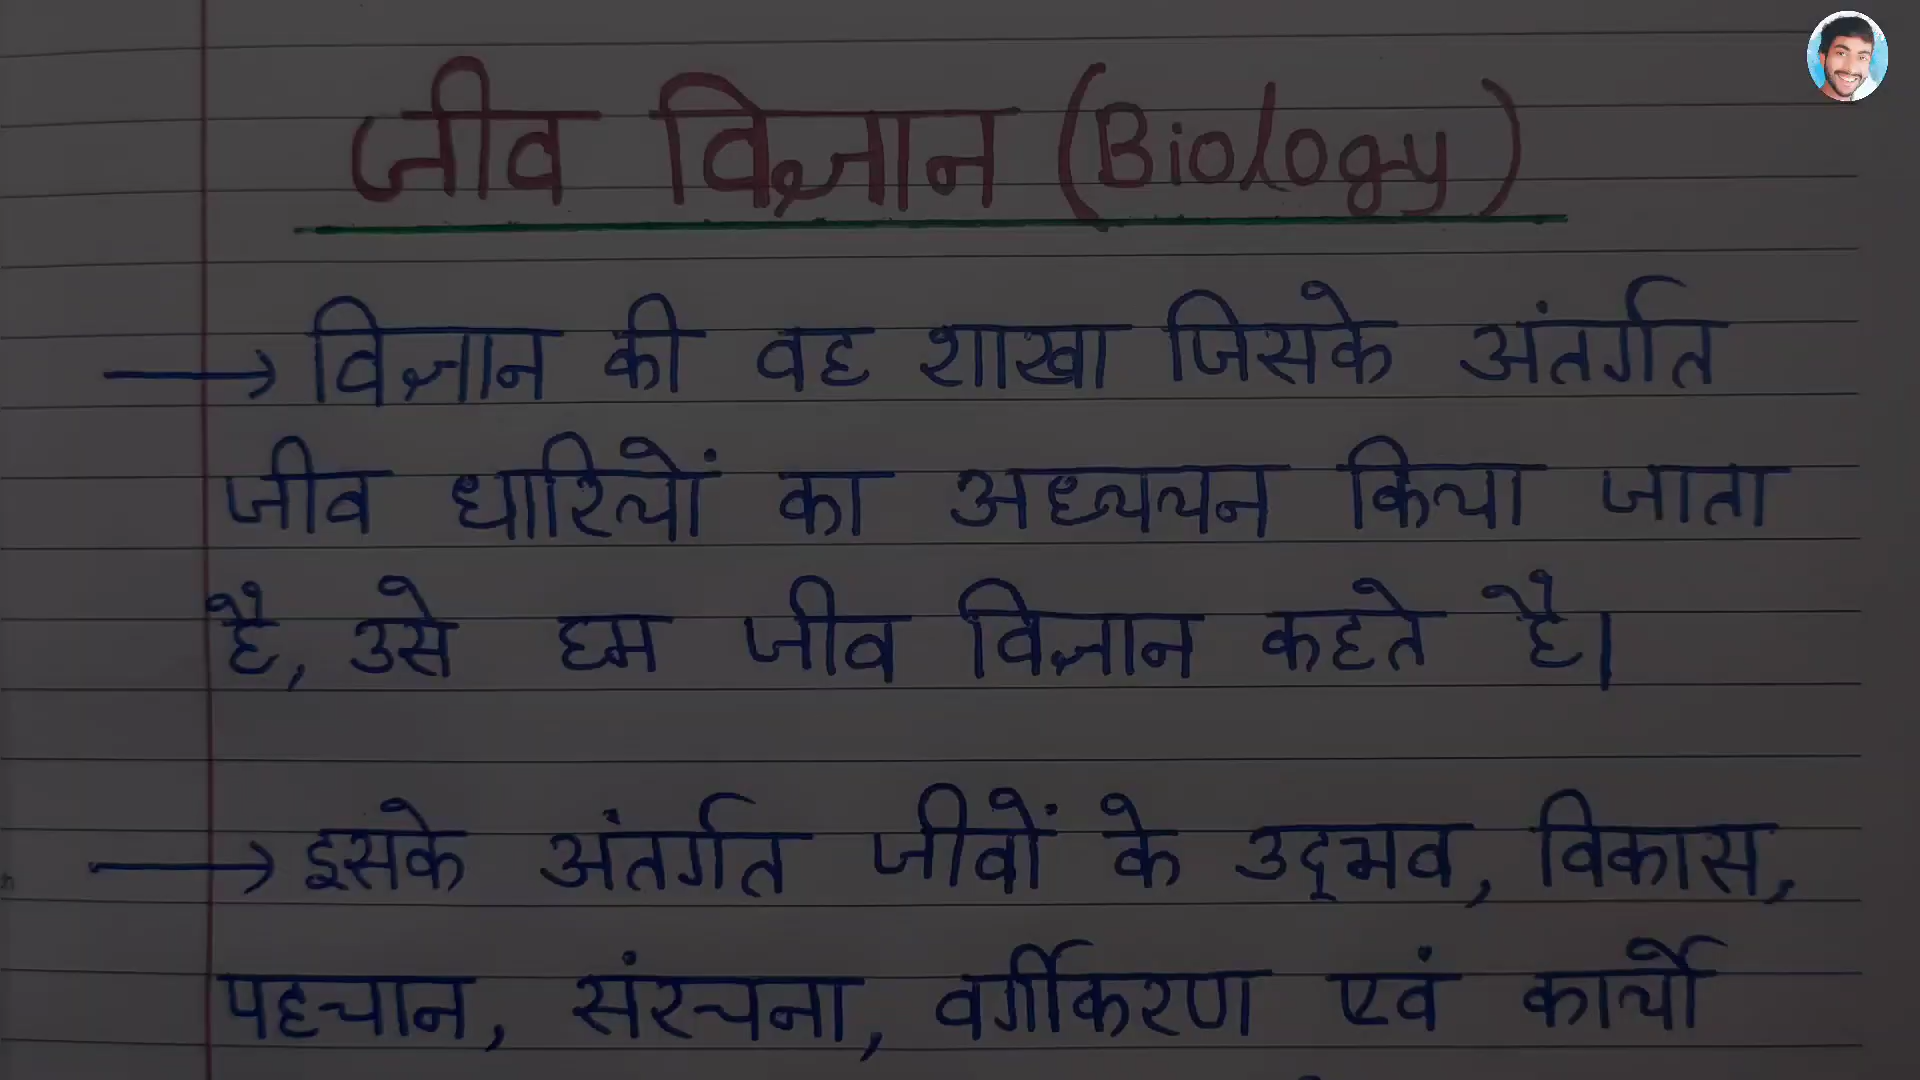 जीव विज्ञान (Biology)
→ विज्ञान की वह शाखा जिसके अंतर्गत
जीव धारियों का अध्ययन किया जाता
है, उसे हम जीव विज्ञान कहते है।
→ इसके अंतर्गत जीवों के उद्भव, विकास,
पहचान, संरचना, वर्गीकरण एवं कार्यो